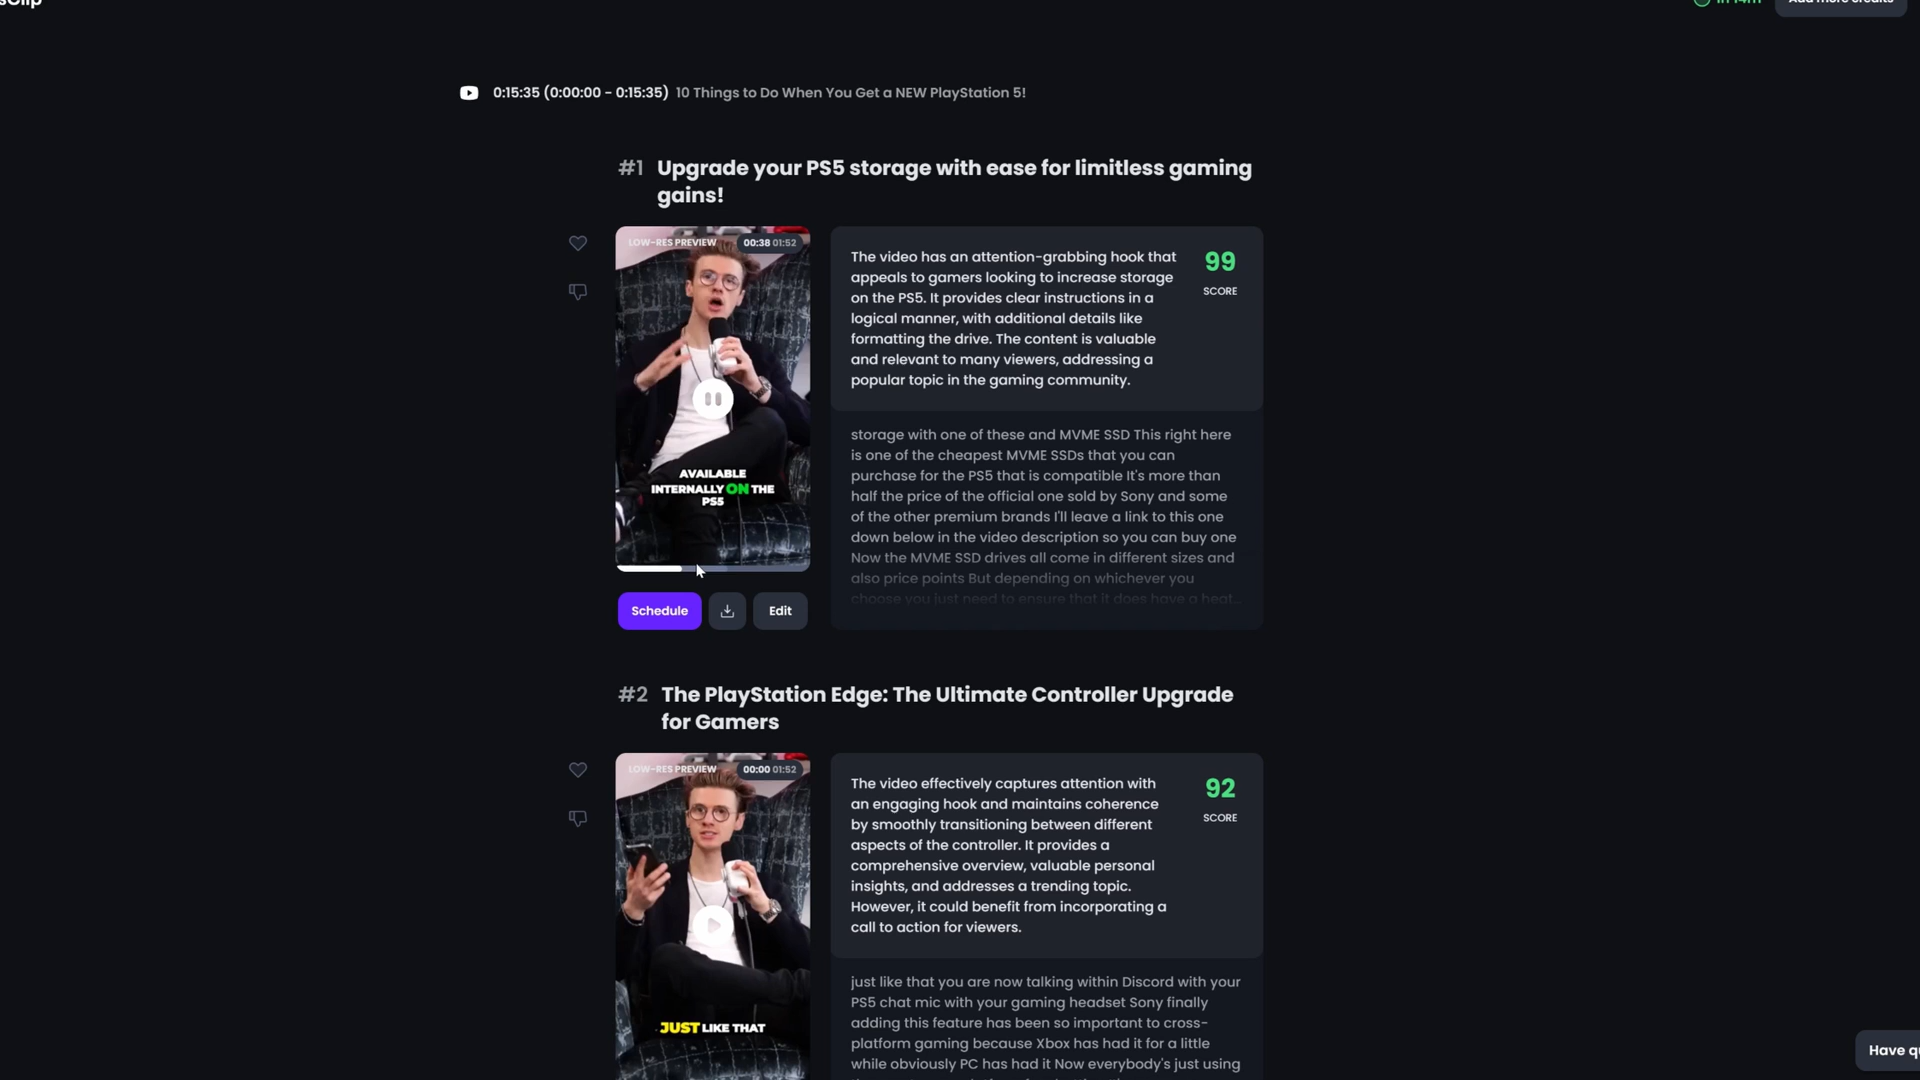 Add more credits
0:15:35 (0:00:00 - 0:15:35) 10 Things to Do When You Get a NEW PlayStation 5!
#1 Upgrade your PS5 storage with ease for limitless gaming
gains!
LOW-RES PREVIEW 00:38 01:52
AVAILABLE
INTERNALLY ON THE
PS5
The video has an attention-grabbing hook that
appeals to gamers looking to increase storage
on the PS5. It provides clear instructions in a
logical manner, with additional details like
formatting the drive. The content is valuable
and relevant to many viewers, addressing a
popular topic in the gaming community.
99
SCORE
storage with one of these and MVME SSD This right here
is one of the cheapest MVME SSDs that you can
purchase for the PS5 that is compatible It's more than
half the price of the official one sold by Sony and some
of the other premium brands I'll leave a link to this one
down below in the video description so you can buy one
Now the MVME SSD drives all come in different sizes and
also price points But depending on whichever you
choose you just need to ensure that it does have a heat...
Schedule
Edit
#2 The PlayStation Edge: The Ultimate Controller Upgrade
for Gamers
LOW-RES PREVIEW 00:00 01:52
JUST LIKE THAT
The video effectively captures attention with
an engaging hook and maintains coherence
by smoothly transitioning between different
aspects of the controller. It provides a
comprehensive overview, valuable personal
insights, and addresses a trending topic.
However, it could benefit from incorporating a
call to action for viewers.
92
SCORE
just like that you are now talking within Discord with your
PS5 chat mic with your gaming headset Sony finally
adding this feature has been so important to cross-
platform gaming because Xbox has had it for a little
while obviously PC has had it Now everybody's just using
Have qu